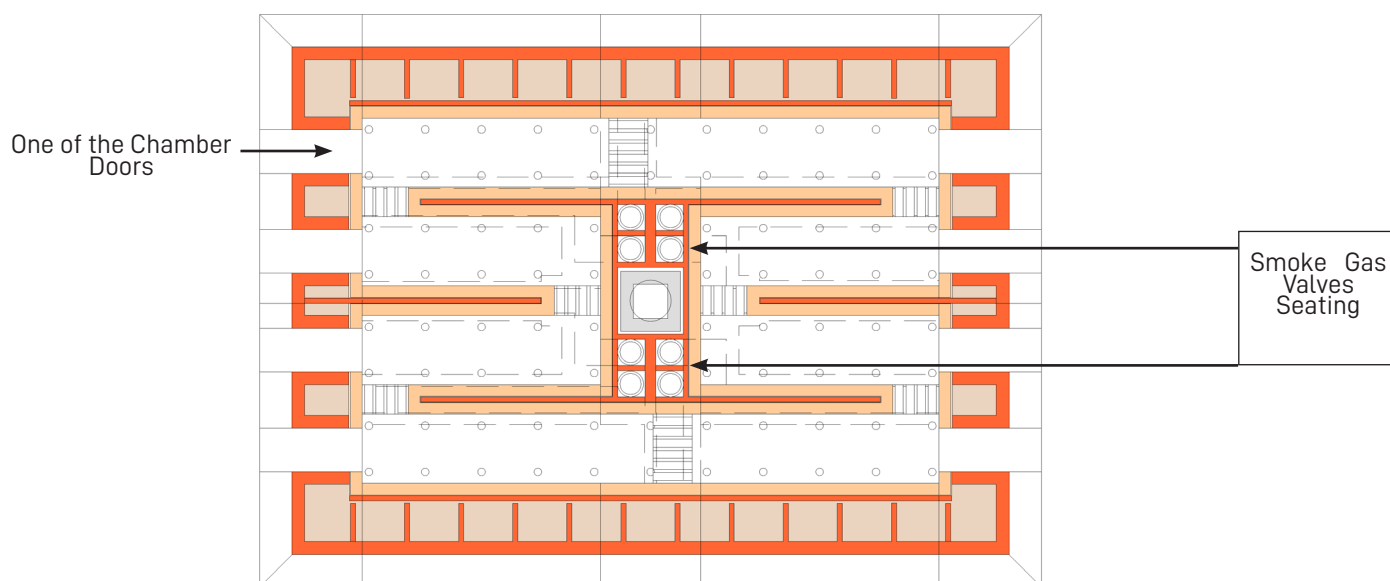 One of the Chamber
Doors
Smoke Gas
Valves
Seating